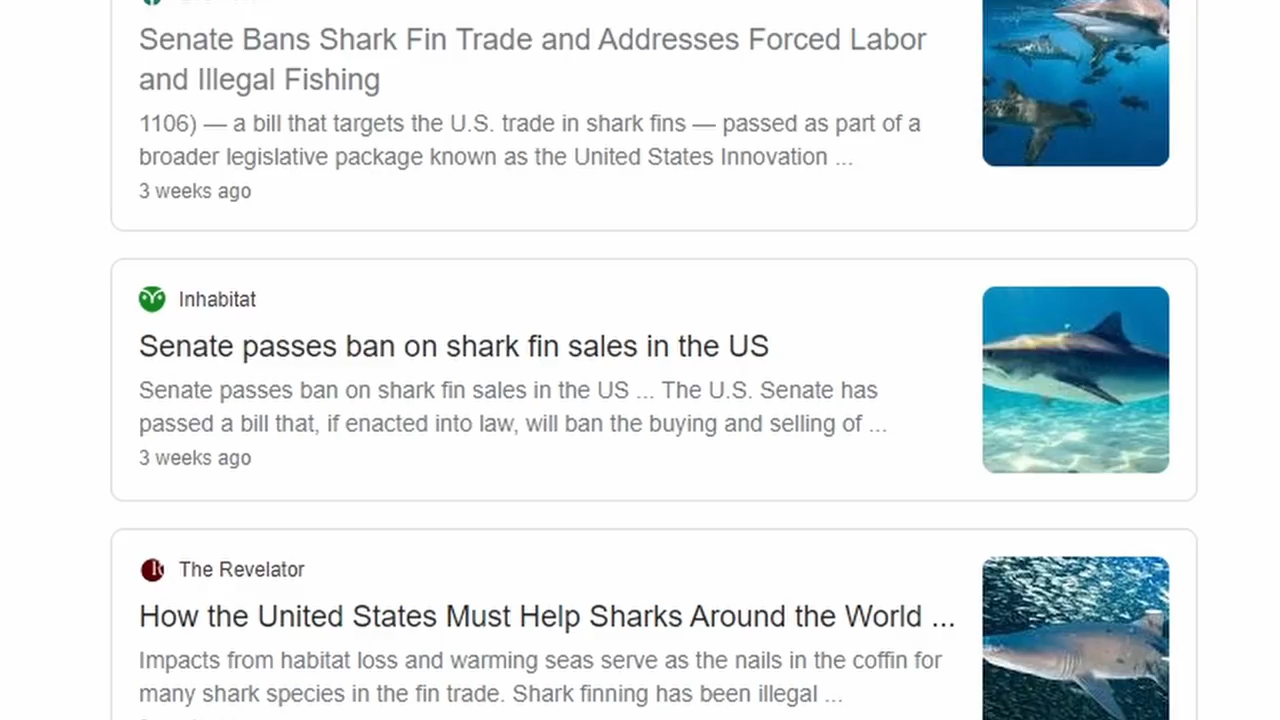 Senate Bans Shark Fin Trade and Addresses Forced Labor
and Illegal Fishing
1106) — a bill that targets the U.S. trade in shark fins — passed as part of a
broader legislative package known as the United States Innovation ...
3 weeks ago
Inhabitat
Senate passes ban on shark fin sales in the US
Senate passes ban on shark fin sales in the US ... The U.S. Senate has
passed a bill that, if enacted into law, will ban the buying and selling of ...
3 weeks ago
The Revelator
How the United States Must Help Sharks Around the World ...
Impacts from habitat loss and warming seas serve as the nails in the coffin for
many shark species in the fin trade. Shark finning has been illegal ...